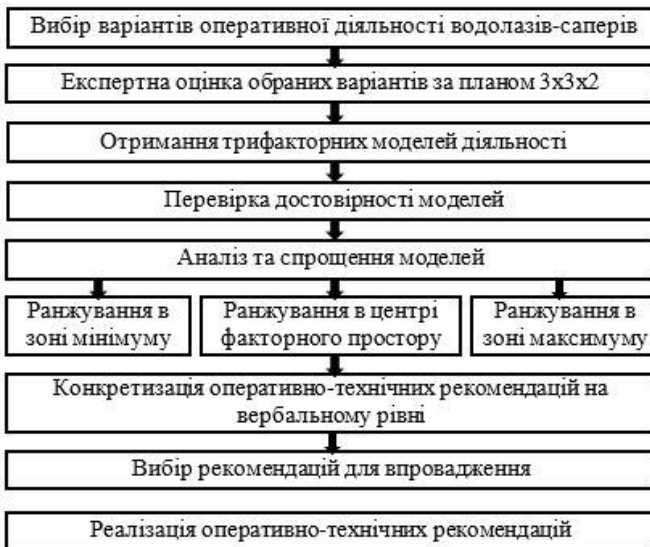 Вибір варіантів оперативної діяльності водолазів-саперів
Експертна оцінка обраних варіантів за планом 3х3х2
Отримання трифакторних моделей діяльності
Перевірка достовірності моделей
Аналіз та спрощення моделей
Ранжування в
зоні мінімуму
Ранжування в центрі
факторного простору
Ранжування в
зоні максимуму
Конкретизація оперативно-технічних рекомендацій на
вербальному рівні
Вибір рекомендацій для впровадження
Реалізація оперативно-технічних рекомендацій